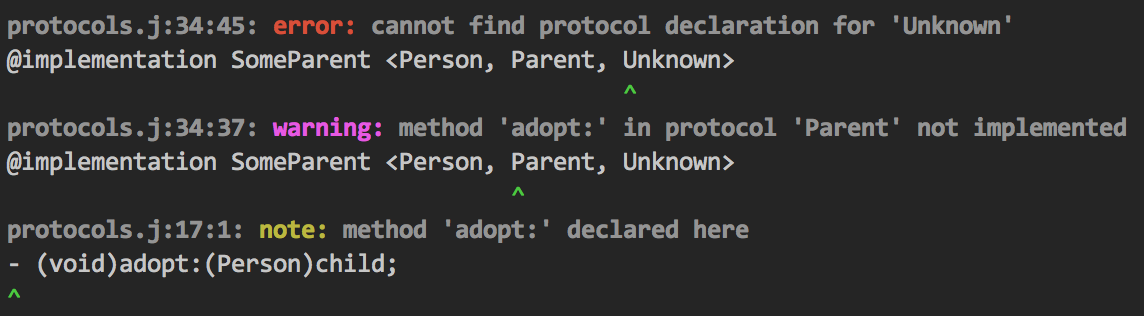 protocols.j:34:45: error: cannot find protocol declaration for 'Unknown'
@implementation SomeParent <Person, Parent, Unknown>
^
protocols.j:34:37: warning: method 'adopt:' in protocol 'Parent' not implemented
@implementation SomeParent <Person, Parent, Unknown>
^
protocols.j:17:1: note: method 'adopt:' declared here
- (void)adopt:(Person)child;
^